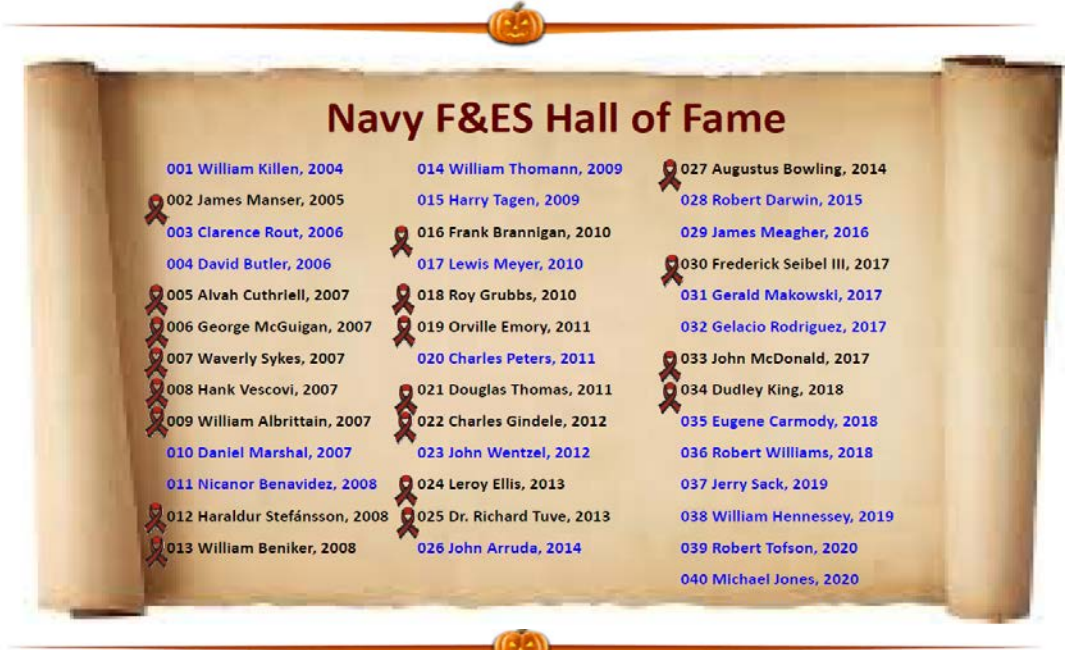 Navy F&ES Hall of Fame
001 William Killen, 2004
002 James Manser, 2005
003 Clarence Rout, 2006
004 David Butler, 2006
005 Alvah Cuthriell, 2007
006 George McGuigan, 2007
007 Waverly Sykes, 2007
008 Hank Vescovi, 2007
009 William Albrittain, 2007
010 Daniel Marshal, 2007
011 Nicanor Benavidez, 2008
012 Haraldur Stefánsson, 2008
013 William Beniker, 2008
014 William Thomann, 2009
015 Harry Tagen, 2009
016 Frank Brannigan, 2010
017 Lewis Meyer, 2010
018 Roy Grubbs, 2010
019 Orville Emory, 2011
020 Charles Peters, 2011
021 Douglas Thomas, 2011
022 Charles Gindele, 2012
023 John Wentzel, 2012
024 Leroy Ellis, 2013
025 Dr. Richard Tuve, 2013
026 John Arruda, 2014
027 Augustus Bowling, 2014
028 Robert Darwin, 2015
029 James Meagher, 2016
030 Frederick Seibel III, 2017
031 Gerald Makowski, 2017
032 Gelacio Rodriguez, 2017
033 John McDonald, 2017
034 Dudley King, 2018
035 Eugene Carmody, 2018
036 Robert Williams, 2018
037 Jerry Sack, 2019
038 William Hennessey, 2019
039 Robert Tofson, 2020
040 Michael Jones, 2020